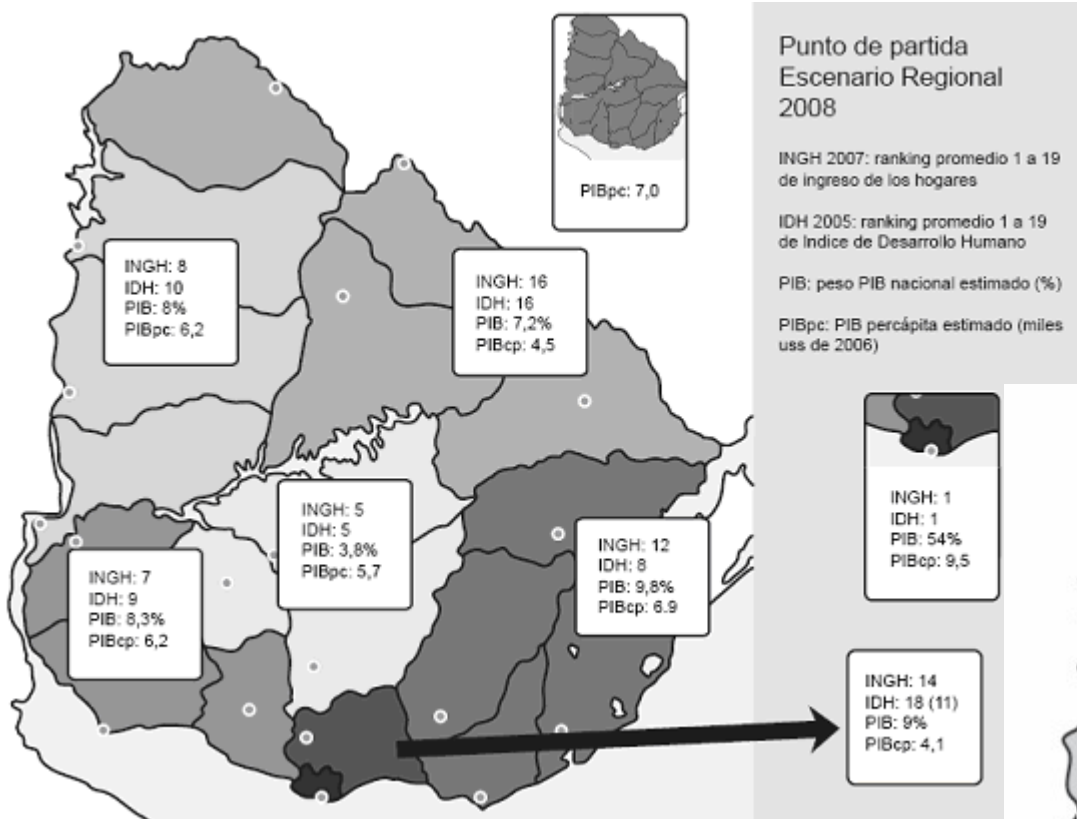 Punto de partida
Escenario Regional
2008
INGH 2007: ranking promedio 1 a 19
de ingreso de los hogares
IDH 2005: ranking promedio 1 a 19
de Indice de Desarrollo Humano
PIB: peso PIB nacional estimado (%)
PIBpc: PIB percápita estimado (miles
uss de 2006)
PIBpc: 7,0
INGH: 8
IDH: 10
PIB: 8%
PIBpc: 6,2
INGH: 16
IDH: 16
PIB: 7,2%
PIBcp: 4,5
INGH: 5
IDH: 5
PIB: 3,8%
PIBpc: 5,7
INGH: 7
IDH: 9
PIB: 8,3%
PIBcp: 6,2
INGH: 12
IDH: 8
PIB: 9,8%
PIBcp: 6.9
INGH: 1
IDH: 1
PIB: 54%
PIBcp: 9,5
INGH: 14
IDH: 18 (11)
PIB: 9%
PIBcp: 4,1